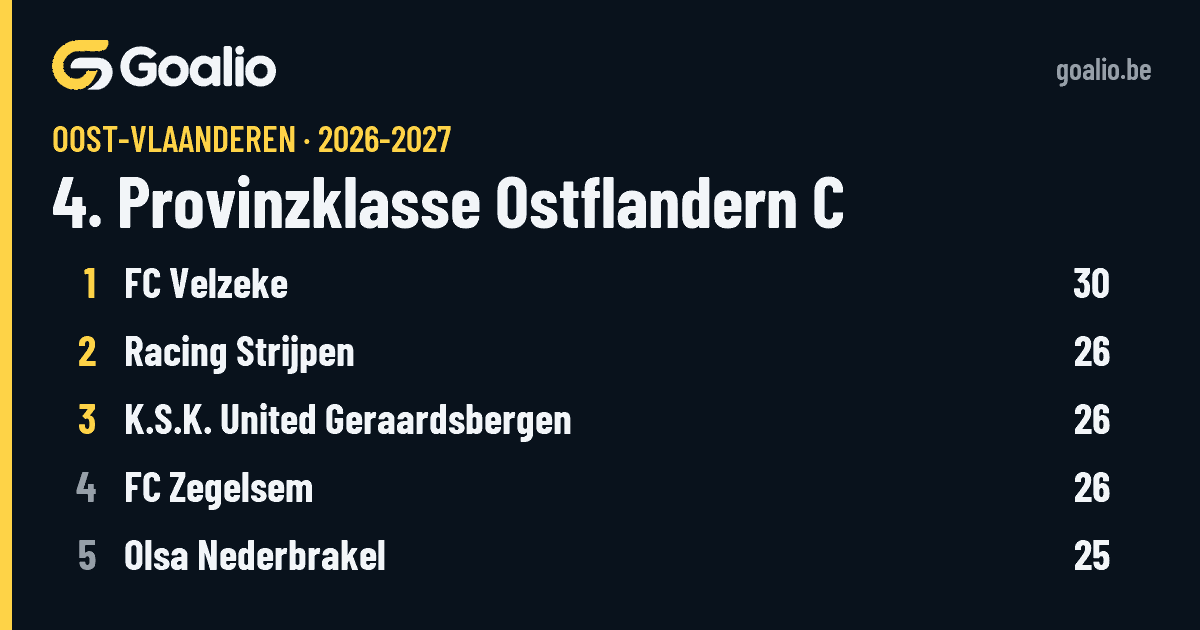 Goalio
goalio.be
OOST-VLAANDEREN · 2026-2027
4. Provinzklasse Ostflandern C
1 FC Velzeke 30
2 Racing Strijpen 26
3 K.S.K. United Geraardsbergen 26
4 FC Zegelsem 26
5 Olsa Nederbrakel 25